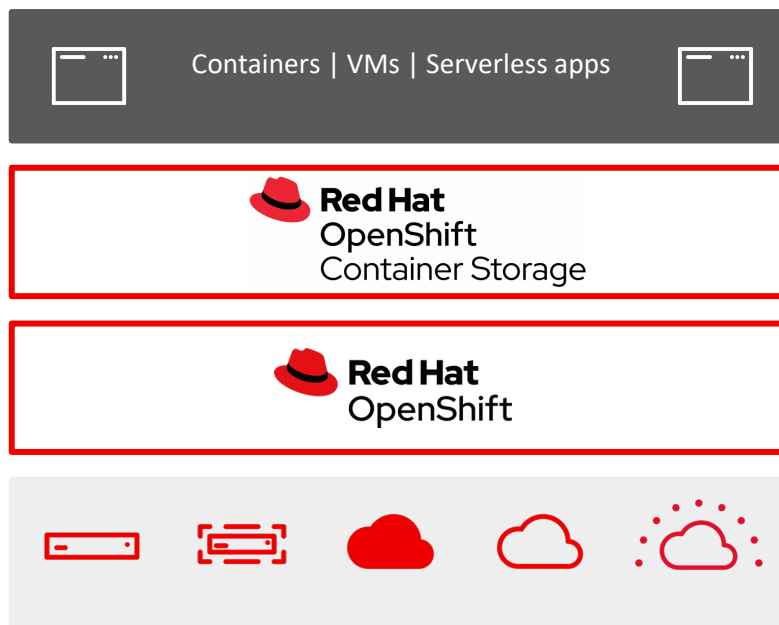 Containers | VMs | Serverless apps
Red Hat
OpenShift
Container Storage
Red Hat
OpenShift